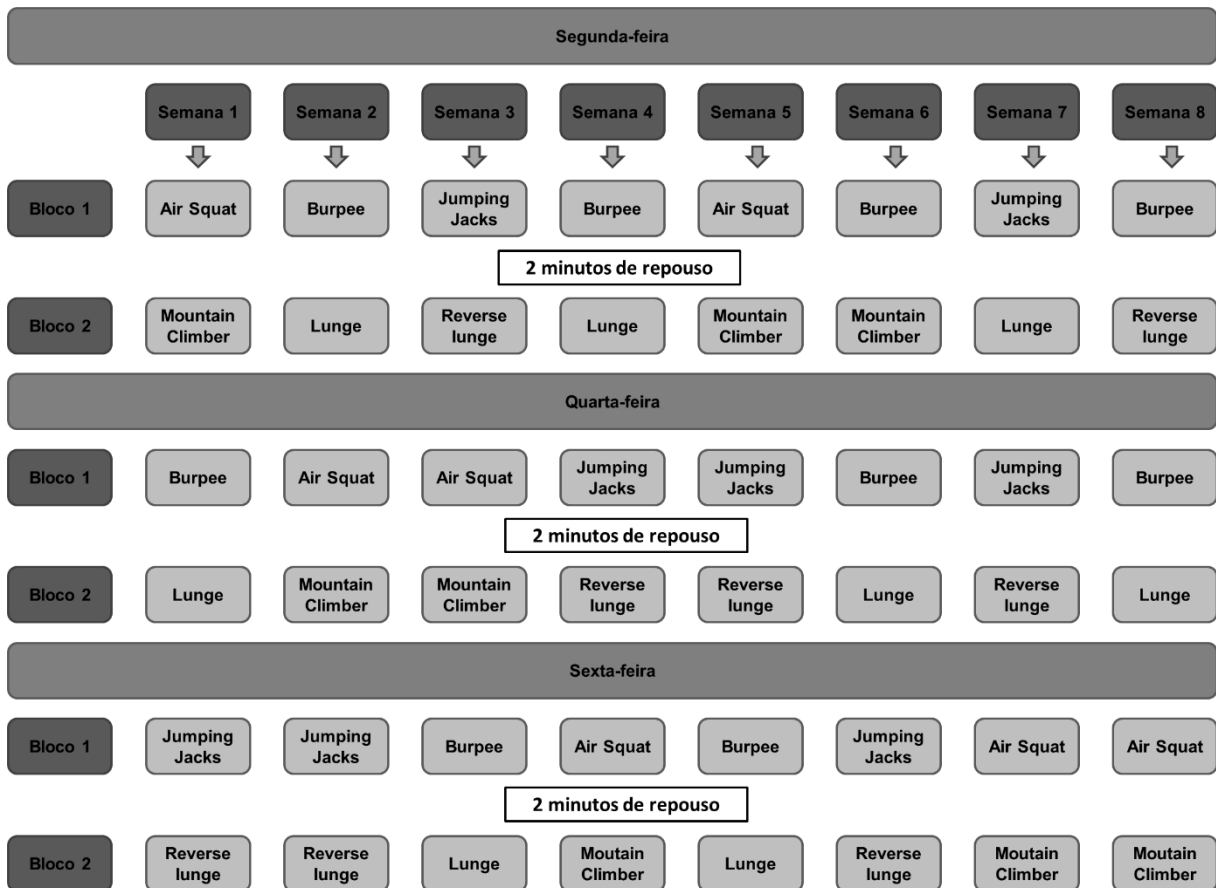 Segunda-feira
Semana 1 Semana 2 Semana 3 Semana 4 Semana 5 Semana 6 Semana 7 Semana 8
Bloco 1 Air Squat Burpee Jumping Jacks Burpee Air Squat Burpee Jumping Jacks Burpee
2 minutos de repouso
Bloco 2 Mountain Climber Lunge Reverse lunge Lunge Mountain Climber Mountain Climber Lunge Reverse lunge
Quarta-feira
Bloco 1 Burpee Air Squat Air Squat Jumping Jacks Jumping Jacks Burpee Jumping Jacks Burpee
2 minutos de repouso
Bloco 2 Lunge Mountain Climber Mountain Climber Reverse lunge Reverse lunge Lunge Reverse lunge Lunge
Sexta-feira
Bloco 1 Jumping Jacks Jumping Jacks Burpee Air Squat Burpee Jumping Jacks Air Squat Air Squat
2 minutos de repouso
Bloco 2 Reverse lunge Reverse lunge Lunge Moutain Climber Lunge Reverse lunge Moutain Climber Moutain Climber